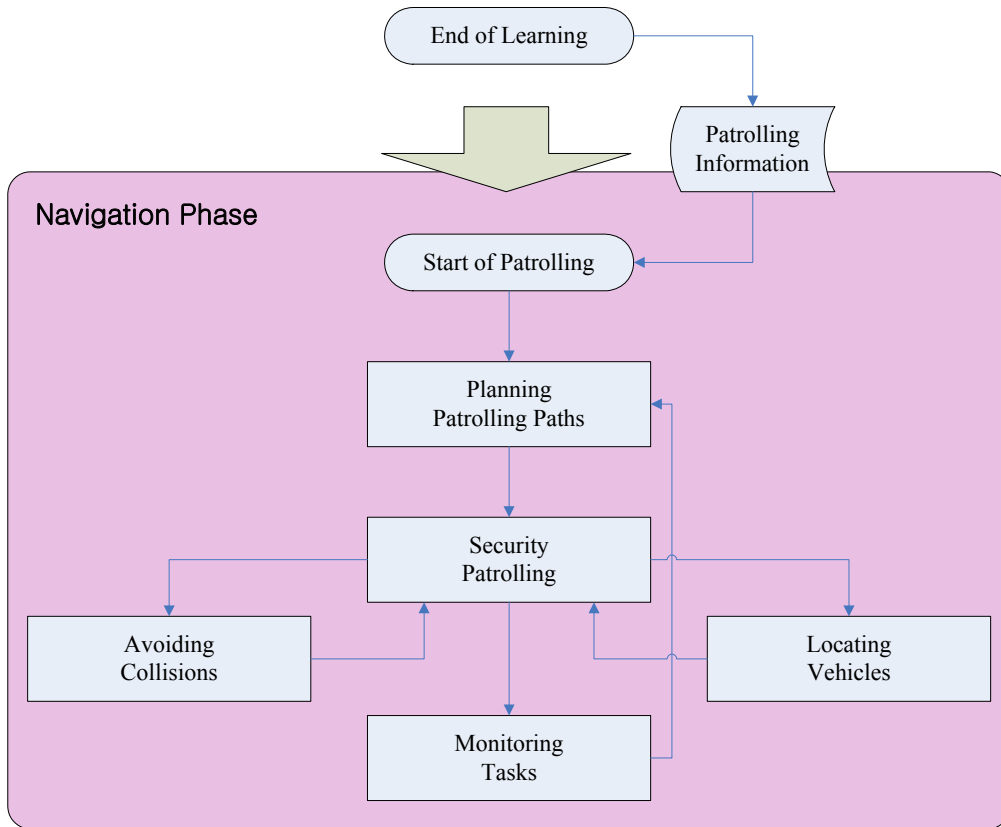 End of Learning
Patrolling
Information
Navigation Phase
Start of Patrolling
Planning
Patrolling Paths
Security
Patrolling
Avoiding
Collisions
Locating
Vehicles
Monitoring
Tasks